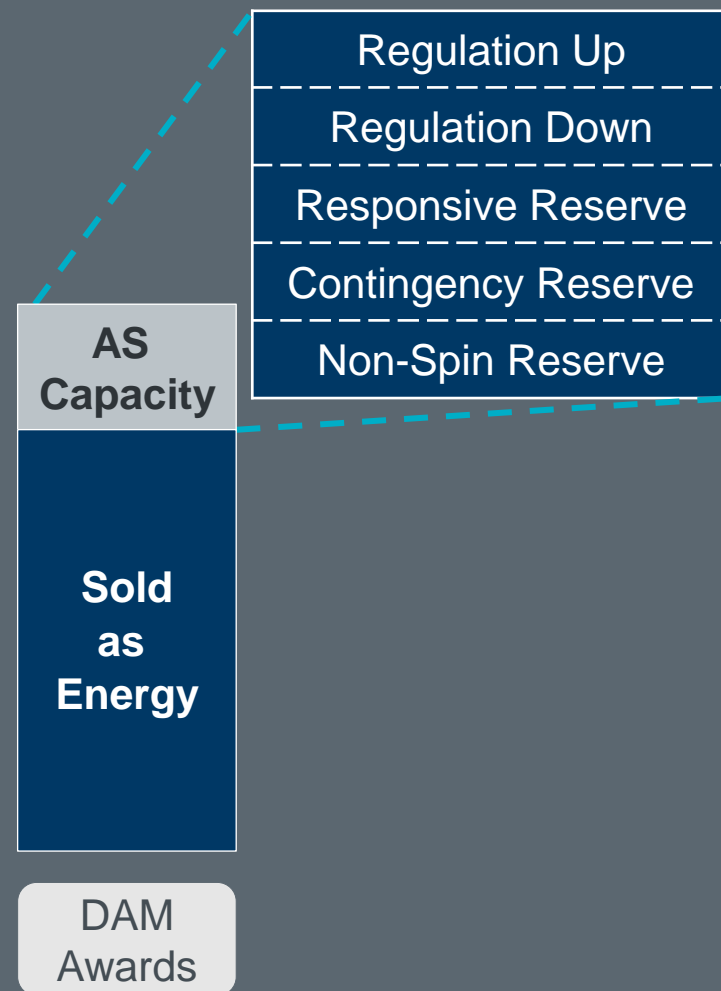 Regulation Up
Regulation Down
Responsive Reserve
Contingency Reserve
Non-Spin Reserve
AS
Capacity
Sold
as
Energy
DAM
Awards